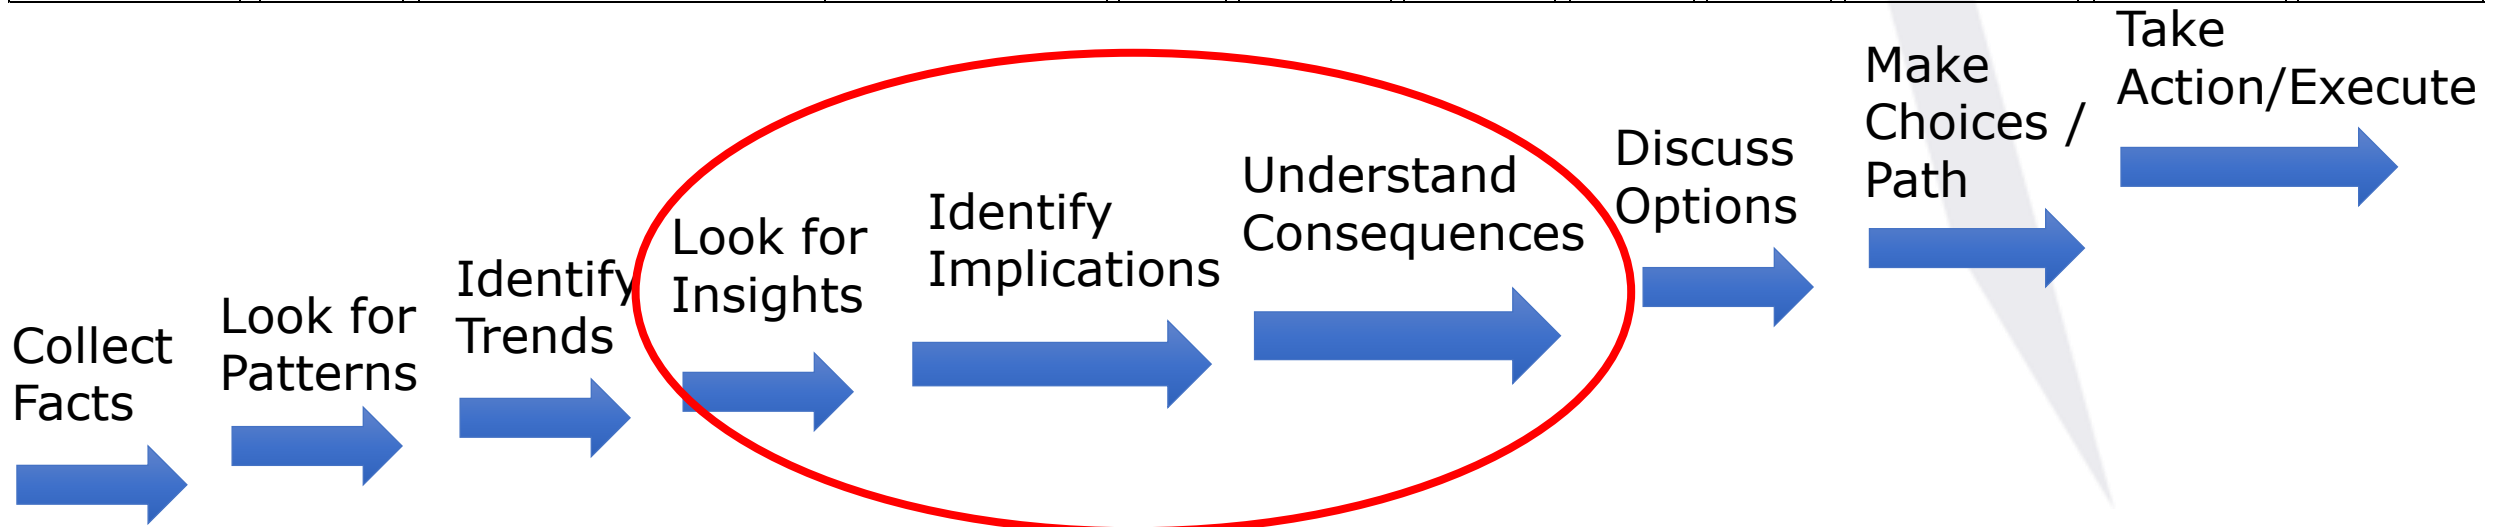 Collect
Facts
Look for
Patterns
Identify
Trends
Look for
Insights
Identify
Implications
Understand
Consequences
Discuss
Options
Make
Choices /
Path
Take
Action/Execute